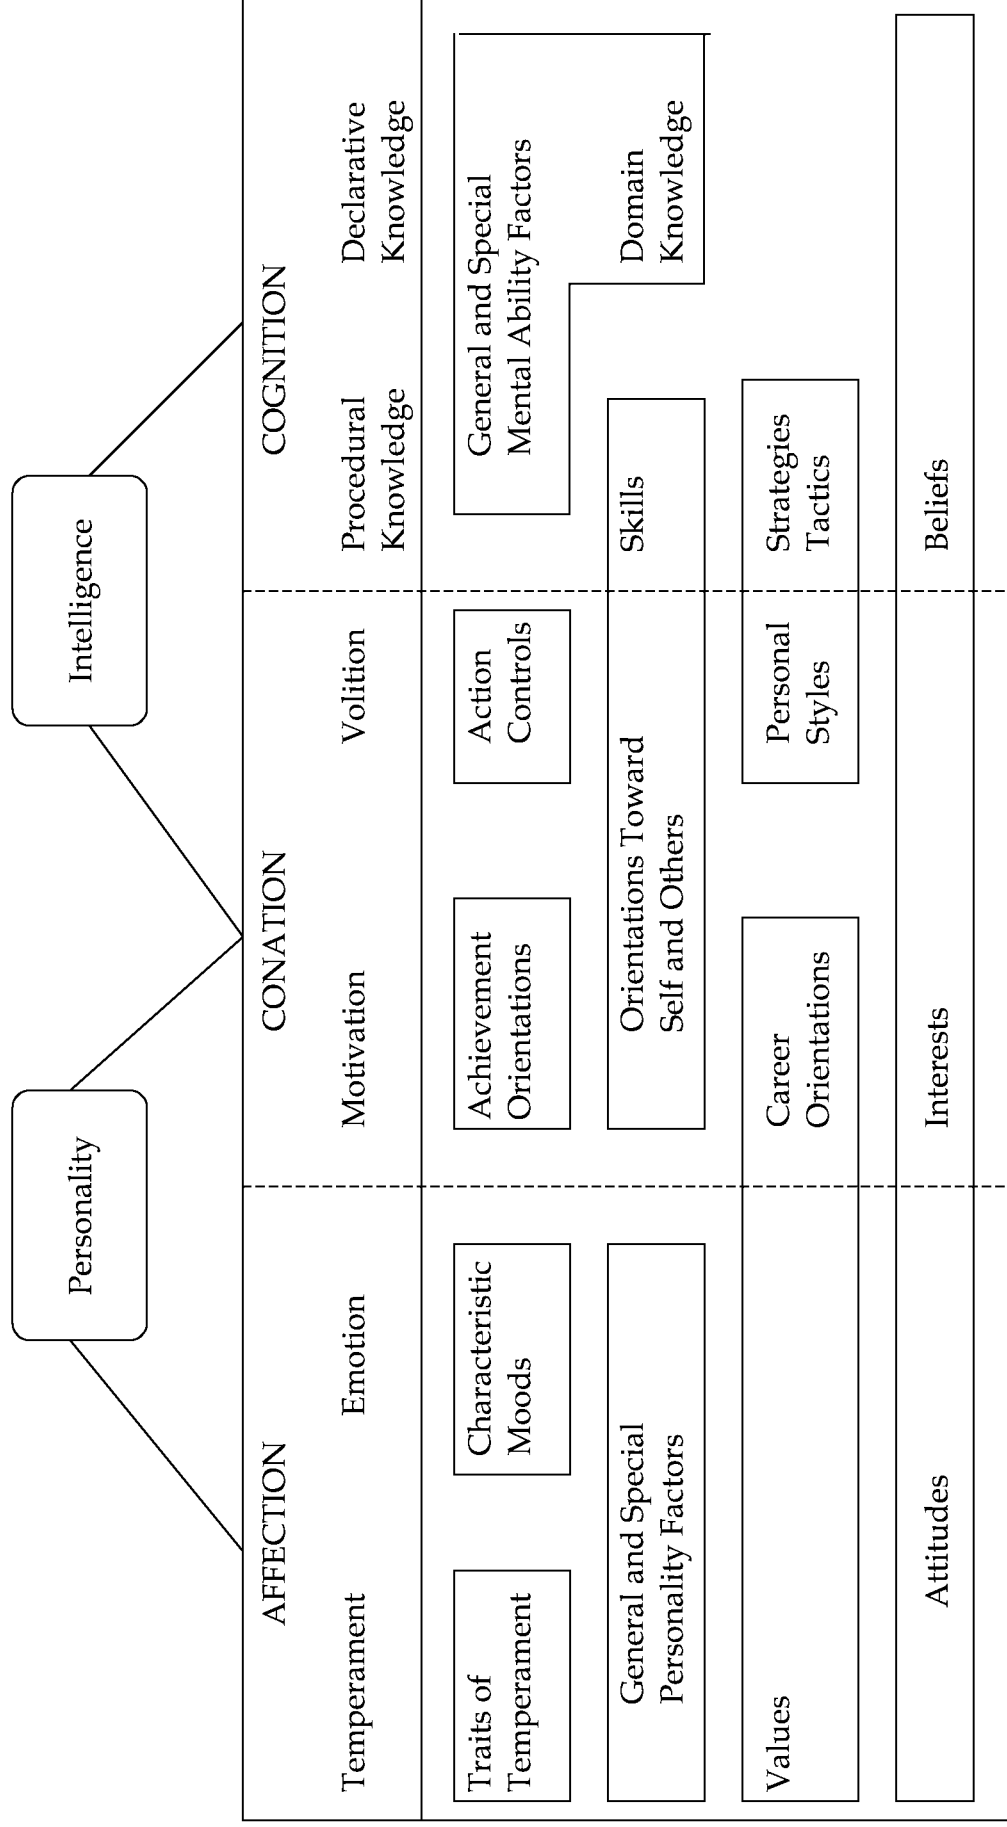 Personality
Intelligence
AFFECTION
CONATION
COGNITION
Temperament
Emotion
Motivation
Volition
Procedural
Knowledge
Declarative
Knowledge
Traits of
Temperament
Characteristic
Moods
Achievement
Orientations
Action
Controls
General and Special
Mental Ability Factors
General and Special
Personality Factors
Orientations Toward
Self and Others
Skills
Domain
Knowledge
Values
Career
Orientations
Personal
Styles
Strategies
Tactics
Attitudes
Interests
Beliefs